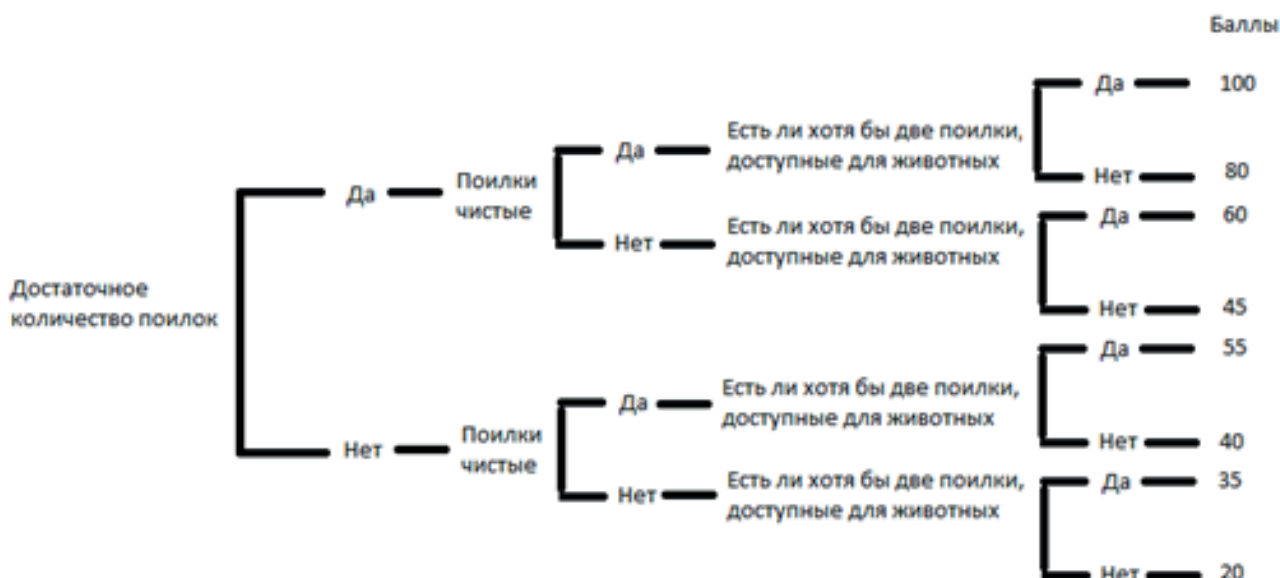 Баллы
Да
100
Есть ли хотя бы две поилки,
доступные для животных
Да
Нет
80
Да
Поилки
чистые
Да
60
Есть ли хотя бы две поилки,
доступные для животных
Нет
Нет
45
Достаточное
количество поилок
Да
55
Есть ли хотя бы две поилки,
доступные для животных
Да
Нет
40
Нет
Поилки
чистые
Да
35
Есть ли хотя бы две поилки,
доступные для животных
Нет
Нет
20